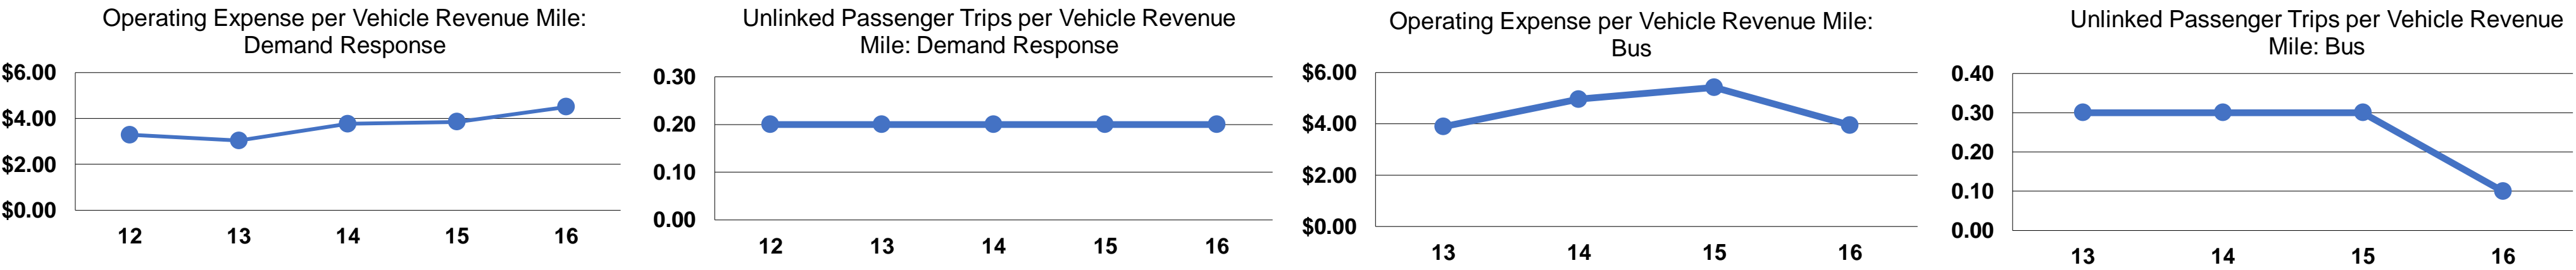 Operating Expense per Vehicle Revenue Mile:
Demand Response
$6.00
$4.00
$2.00
$0.00
12 13 14 15 16
Unlinked Passenger Trips per Vehicle Revenue
Mile: Demand Response
0.30
0.20
0.10
0.00
12 13 14 15 16
Operating Expense per Vehicle Revenue Mile:
Bus
$6.00
$4.00
$2.00
$0.00
13 14 15 16
Unlinked Passenger Trips per Vehicle Revenue
Mile: Bus
0.40
0.30
0.20
0.10
0.00
13 14 15 16